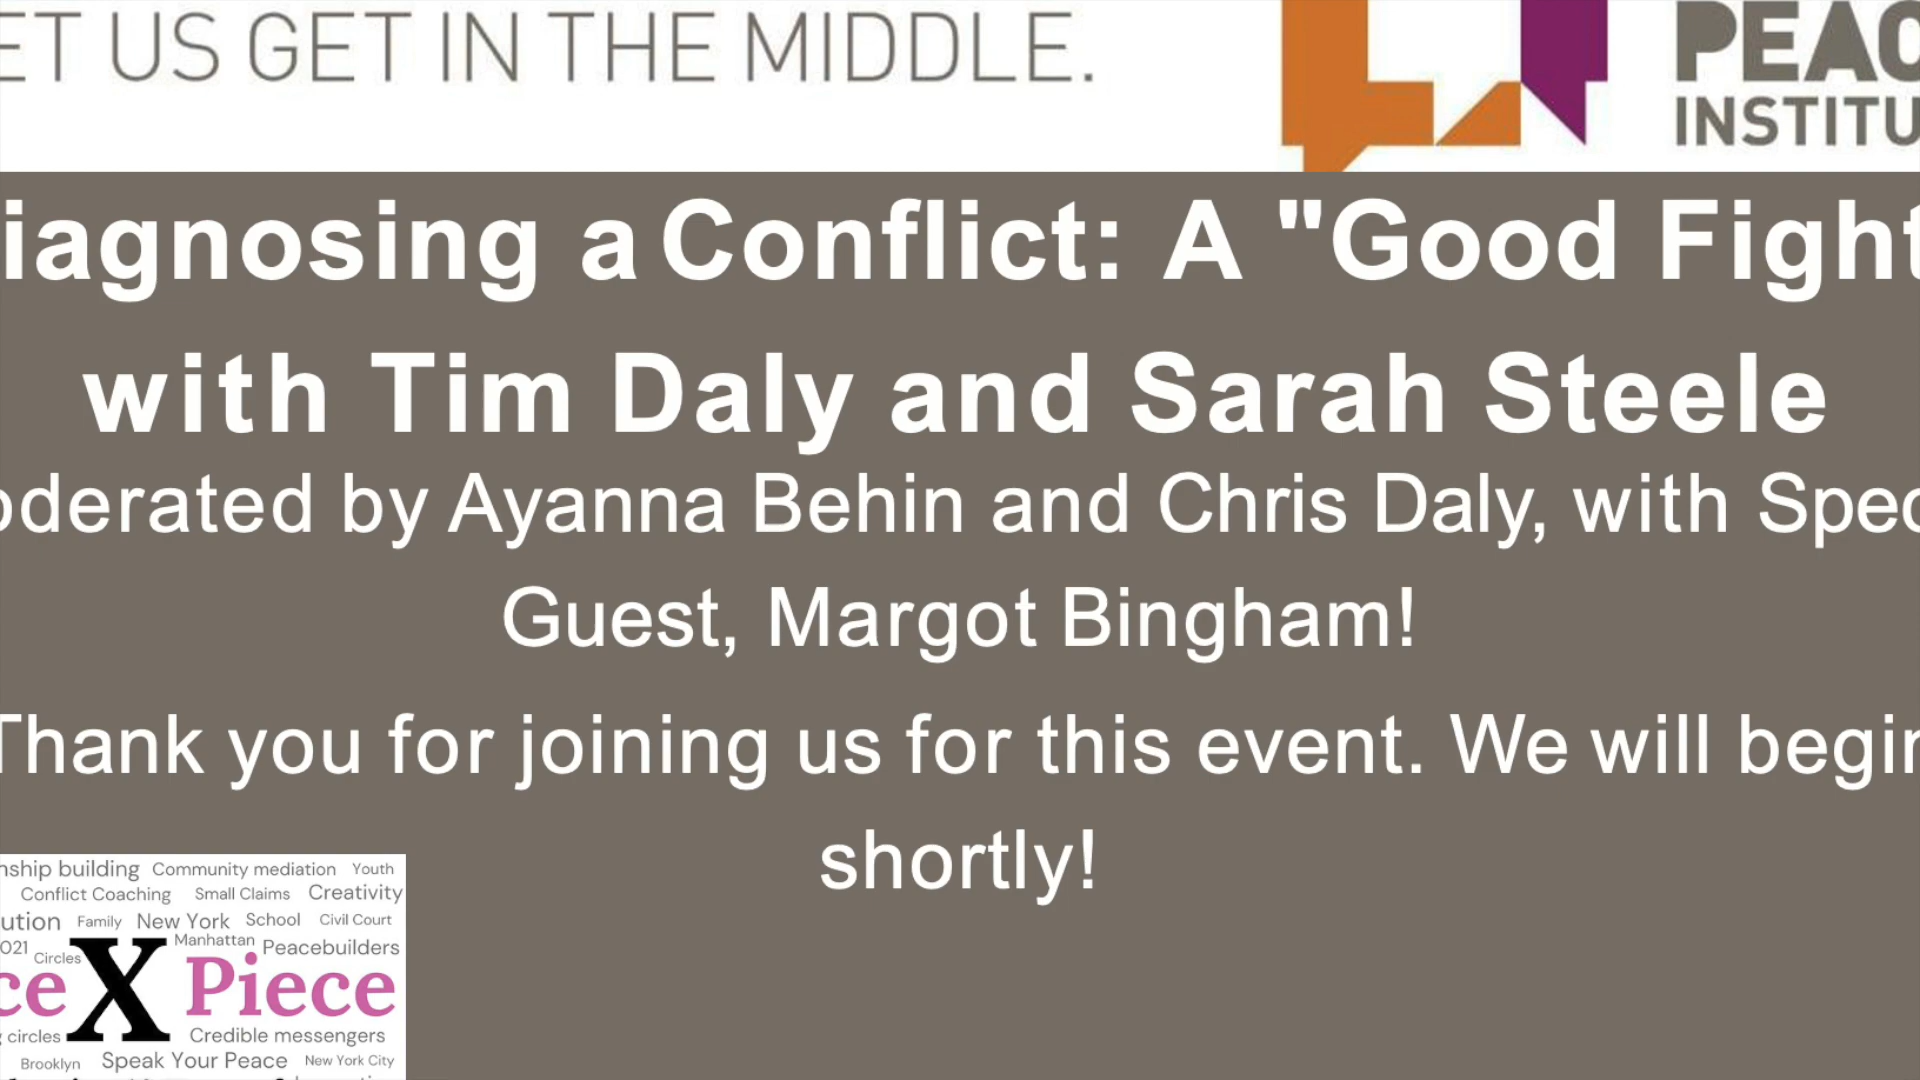 ET US GET IN THE MIDDLE.
PEAC
INSTITU
iagnosing a Conflict: A "Good Fight
with Tim Daly and Sarah Steele
oderated by Ayanna Behin and Chris Daly, with Spec
Guest, Margot Bingham!
Thank you for joining us for this event. We will begin
shortly!
nship building Community mediation Youth
Conflict Coaching Small Claims Creativity
ution Family New York School Civil Court
021 Circles Manhattan Peacebuilders
ce X Piece
circles Credible messengers
Brooklyn Speak Your Peace New York City